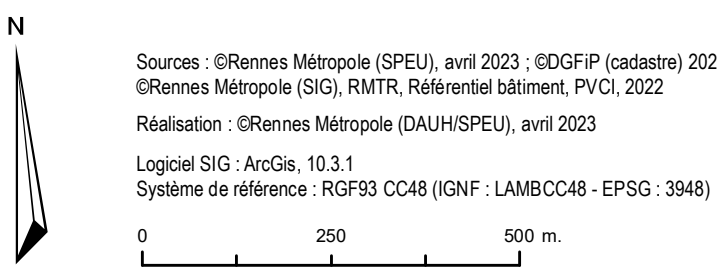 N
Sources : ©Rennes Métropole (SPEU), avril 2023 ; ©DGFiP (cadastre) 202
©Rennes Métropole (SIG), RMTR, Référentiel bâtiment, PVCI, 2022
Réalisation : ©Rennes Métropole (DAUH/SPEU), avril 2023
Logiciel SIG : ArcGis, 10.3.1
Système de référence : RGF93 CC48 (IGNF : LAMBCC48 - EPSG : 3948)
0 250 500 m.